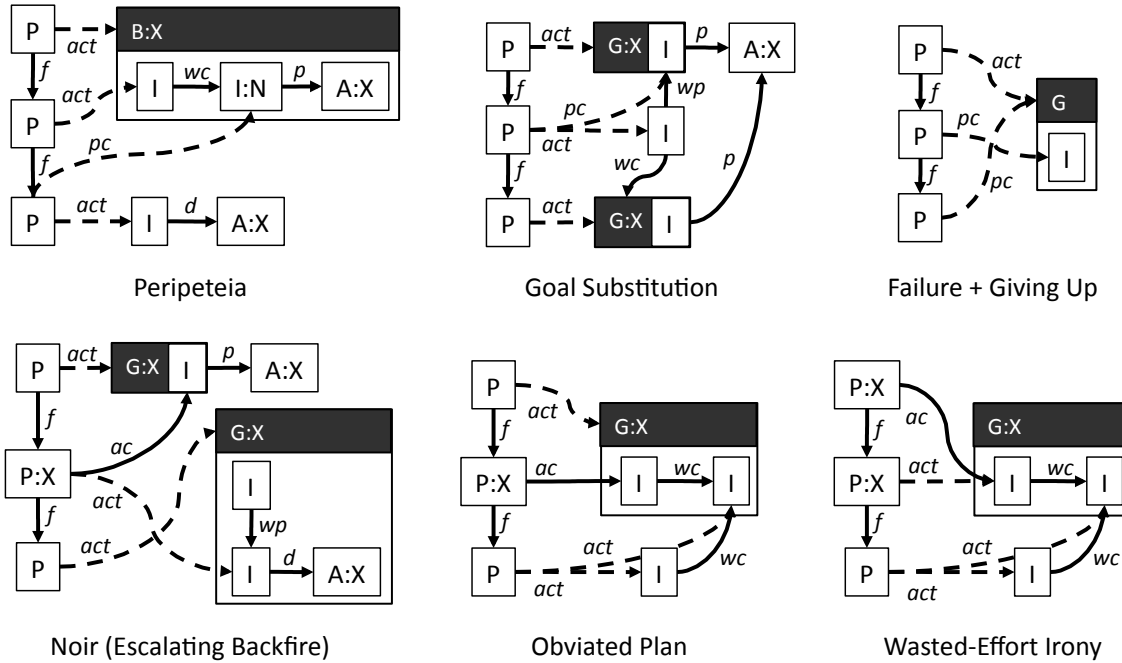 P
act
B:X
f
P
act
I
wc
I:N
p
A:X
f
pc
P
act
I
d
A:X
Peripeteia
P
act
G:X
I
p
A:X
f
wp
pc
P
act
I
wc
p
f
P
act
G:X
I
Goal Substitution
P
act
f
G
P
pc
I
f
pc
P
Failure + Giving Up
P
act
G:X
I
p
A:X
f
ac
G:X
P:X
act
I
f
wp
act
P
I
d
A:X
Noir (Escalating Backfire)
P
act
f
G:X
P:X
ac
I
wc
I
f
act
P
act
I
wc
Obviated Plan
P:X
ac
f
G:X
P:X
act
I
wc
I
f
act
P
act
I
wc
Wasted-Effort Irony